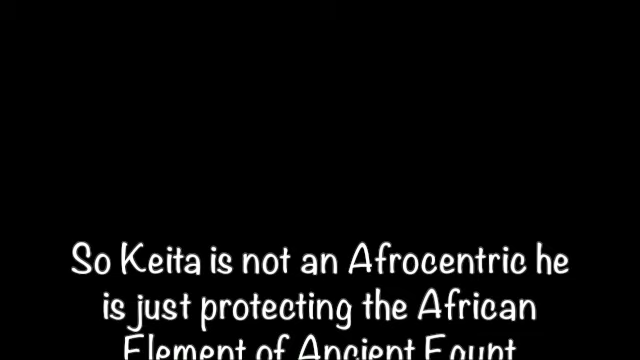 So Keita is not an Afrocentric he
is just protecting the African
Element of Ancient Egypt